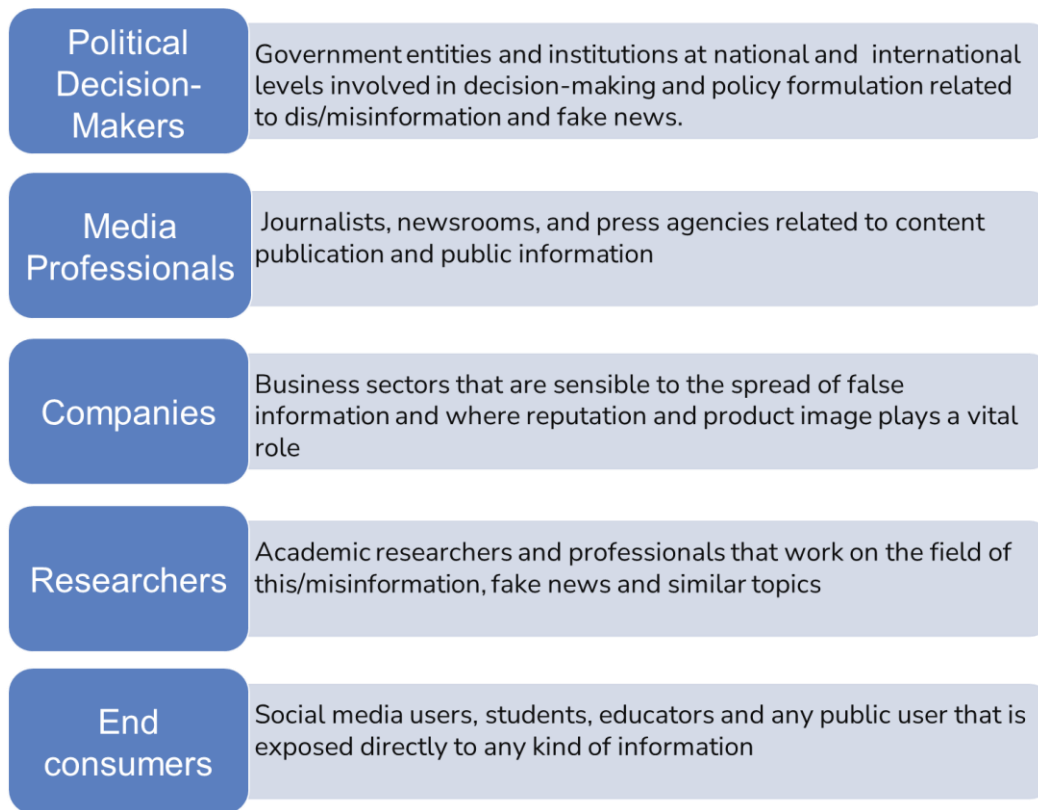 Political
Decision-
Makers
Government entities and institutions at national and international
levels involved in decision-making and policy formulation related
to dis/misinformation and fake news.
Media
Professionals
Journalists, newsrooms, and press agencies related to content
publication and public information
Companies
Business sectors that are sensible to the spread of false
information and where reputation and product image plays a vital
role
Researchers
Academic researchers and professionals that work on the field of
this/misinformation, fake news and similar topics
End
consumers
Social media users, students, educators and any public user that is
exposed directly to any kind of information